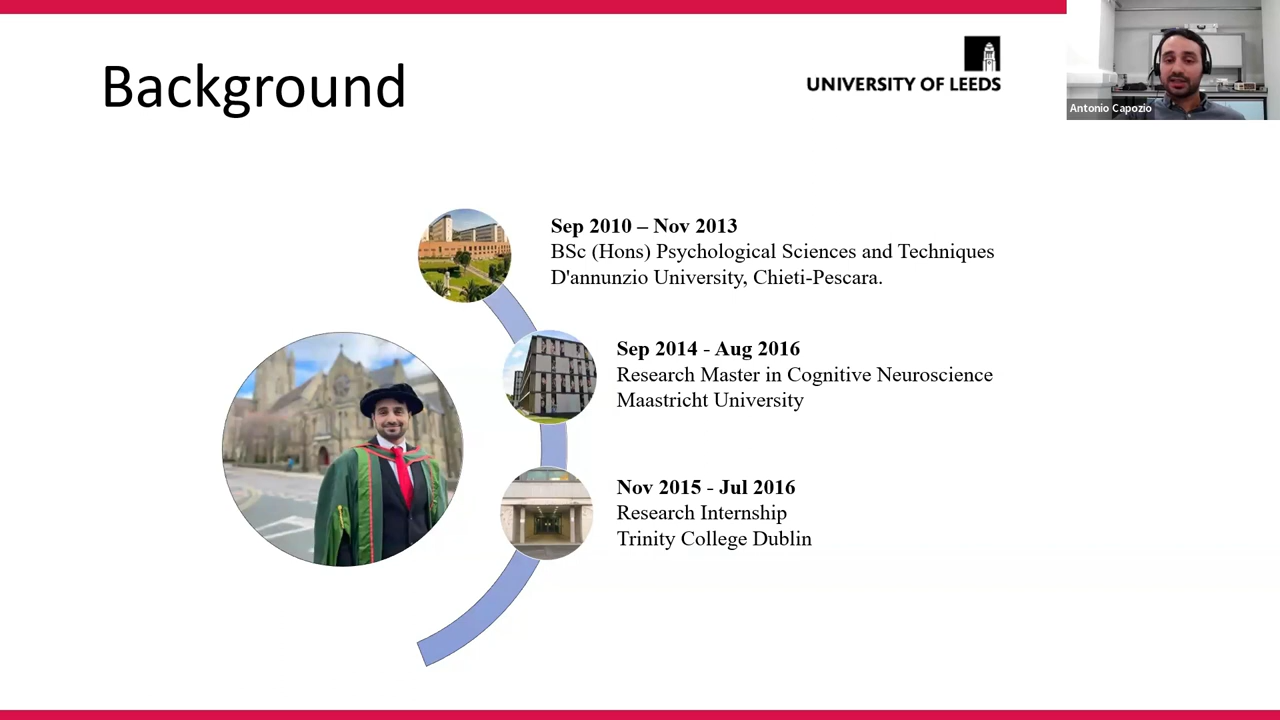 Background
UNIVERSITY OF LEEDS
Antonio Capozio
Sep 2010 – Nov 2013
BSc (Hons) Psychological Sciences and Techniques
D'annunzio University, Chieti-Pescara.
Sep 2014 - Aug 2016
Research Master in Cognitive Neuroscience
Maastricht University
Nov 2015 - Jul 2016
Research Internship
Trinity College Dublin